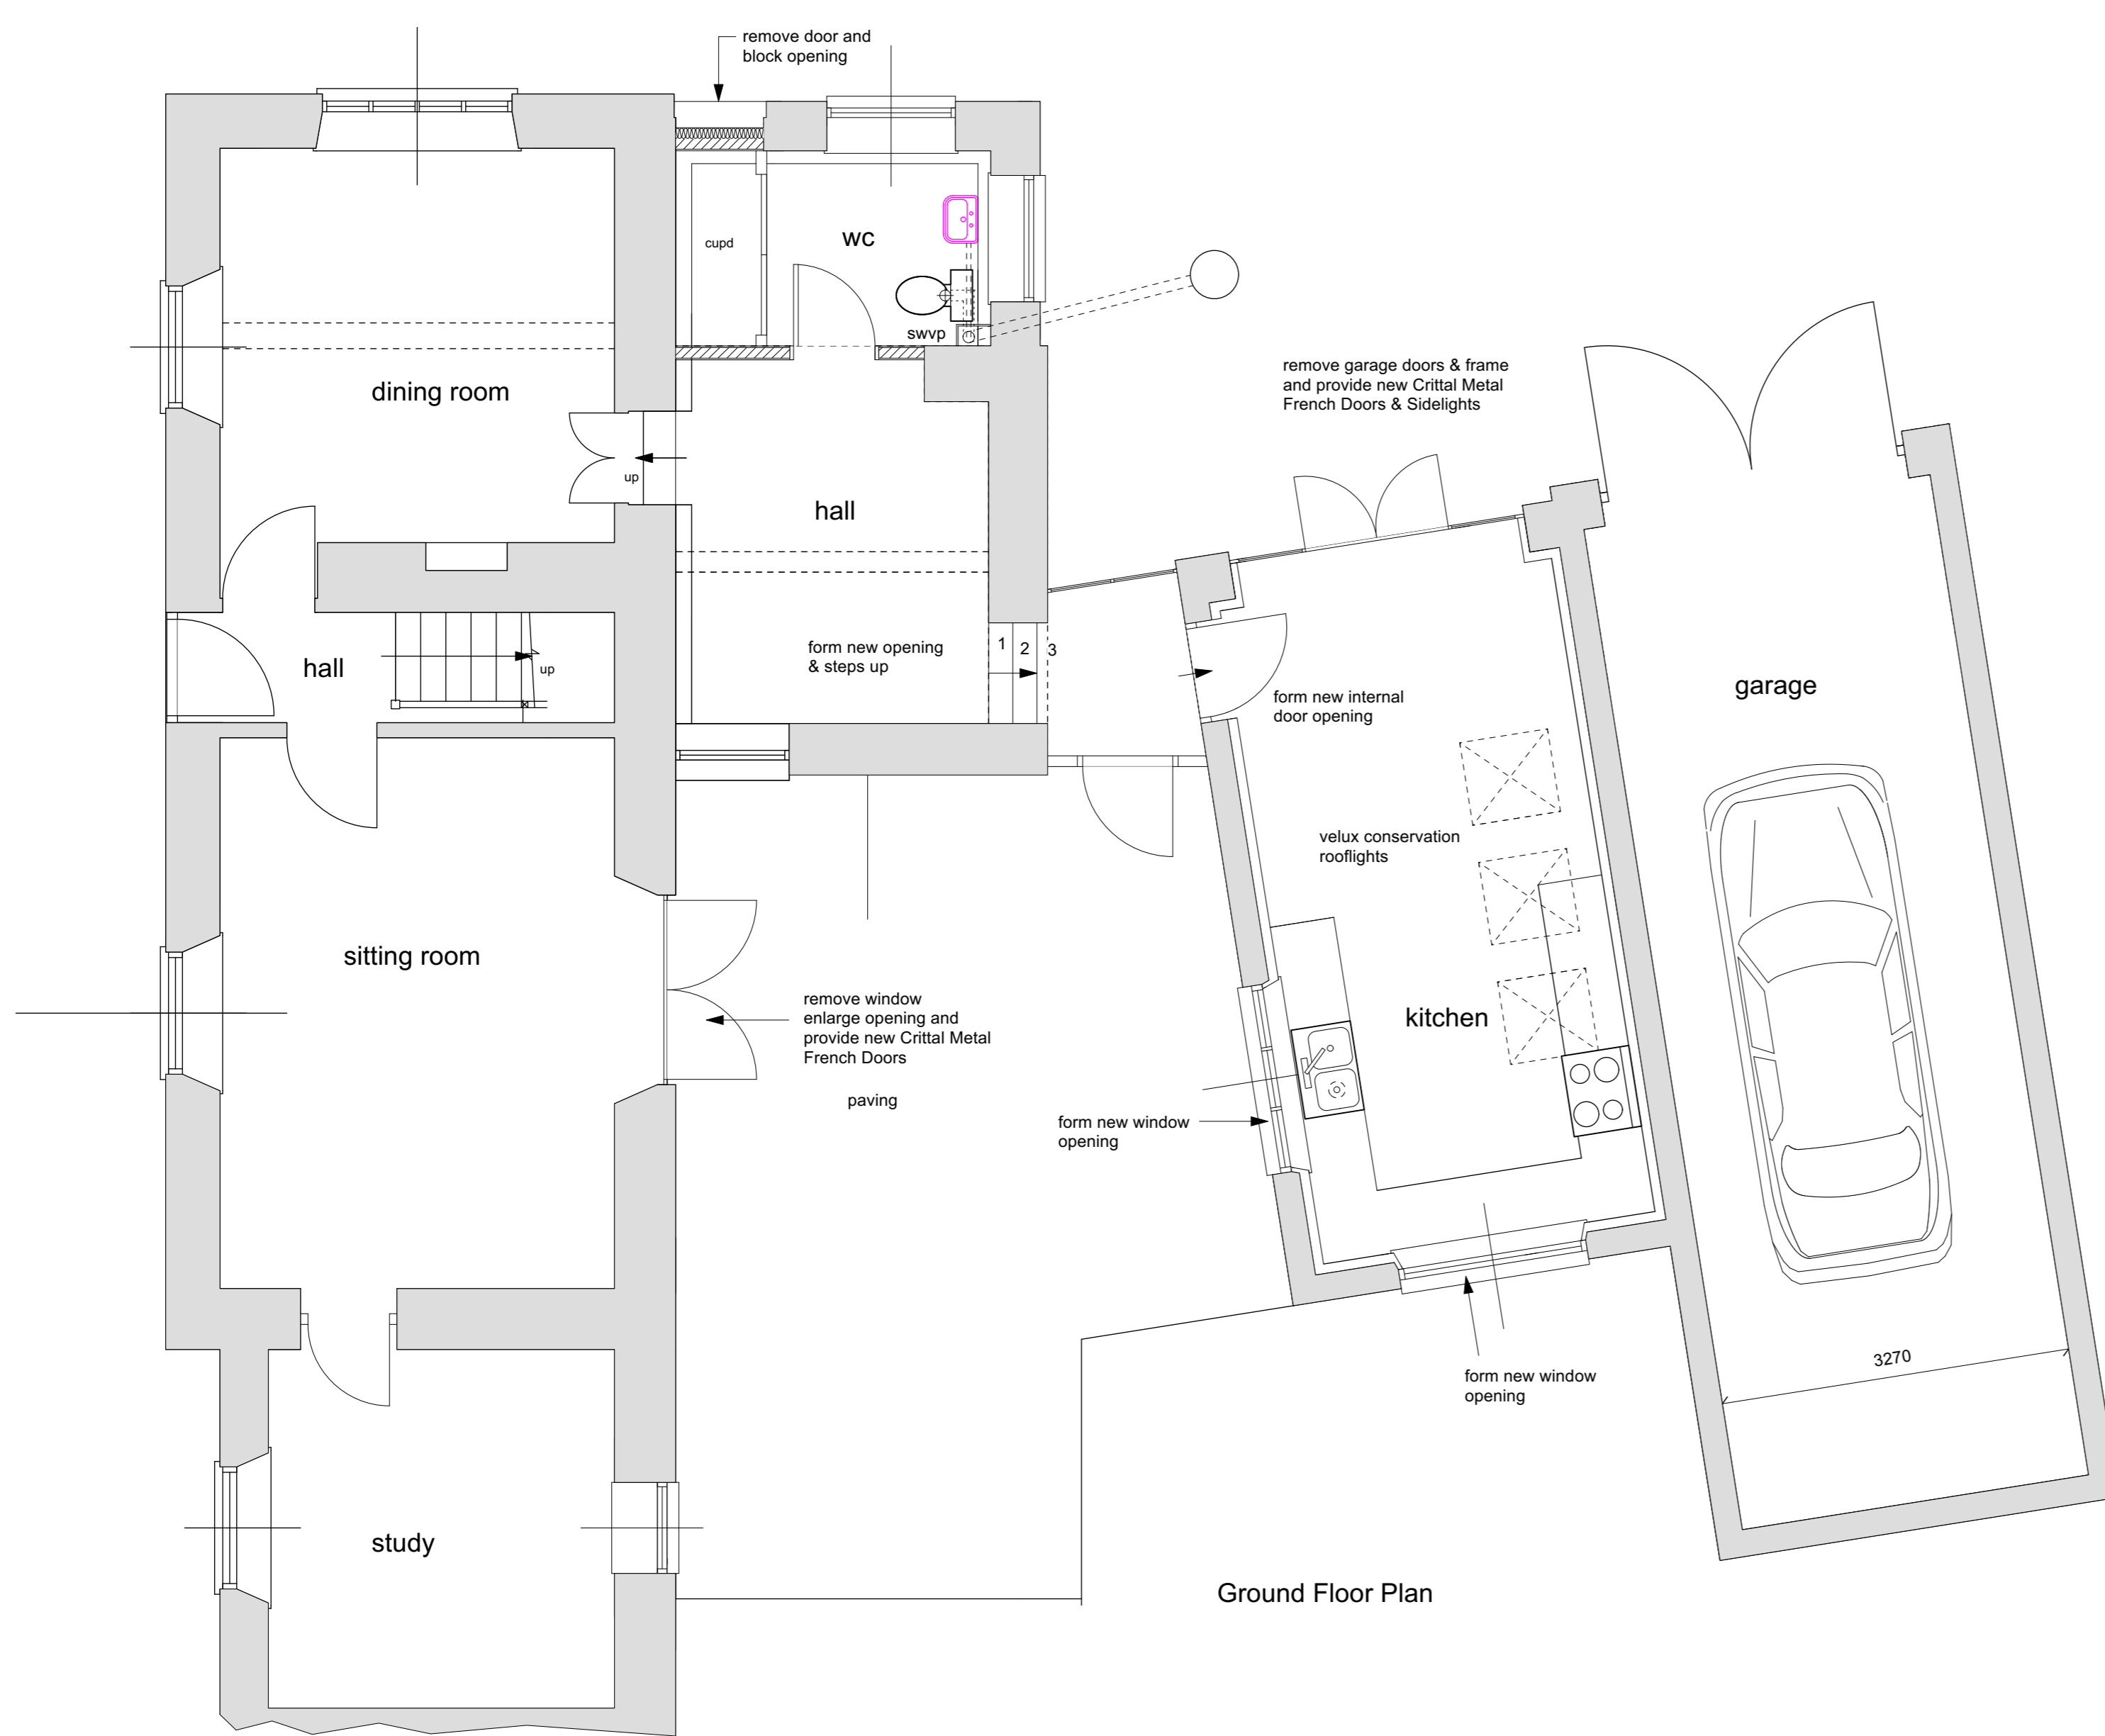 remove door and
block opening
cupd
wc
swvp
remove garage doors & frame
and provide new Crittal Metal
French Doors & Sidelights
dining room
up
hall
form new opening
& steps up
1 2 3
hall
up
form new internal
door opening
garage
velux conservation
rooflights
sitting room
remove window
enlarge opening and
provide new Crittal Metal
French Doors
paving
kitchen
form new window
opening
3270
form new window
opening
study
Ground Floor Plan